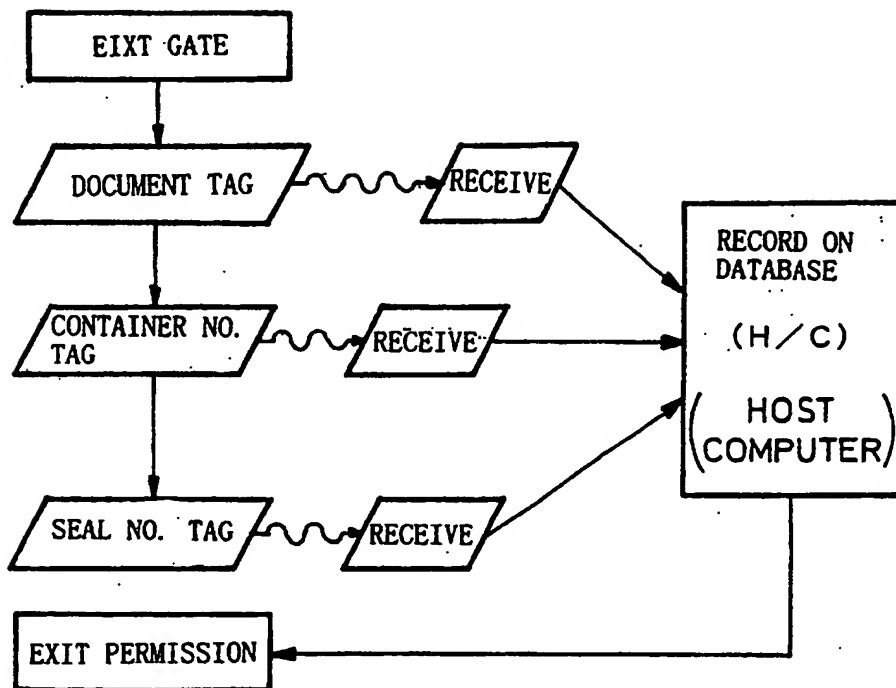 EIXT GATE
DOCUMENT TAG
RECEIVE
RECORD ON
DATABASE
(H/C)
(HOST
COMPUTER)
CONTAINER NO.
TAG
RECEIVE
SEAL NO. TAG
RECEIVE
EXIT PERMISSION